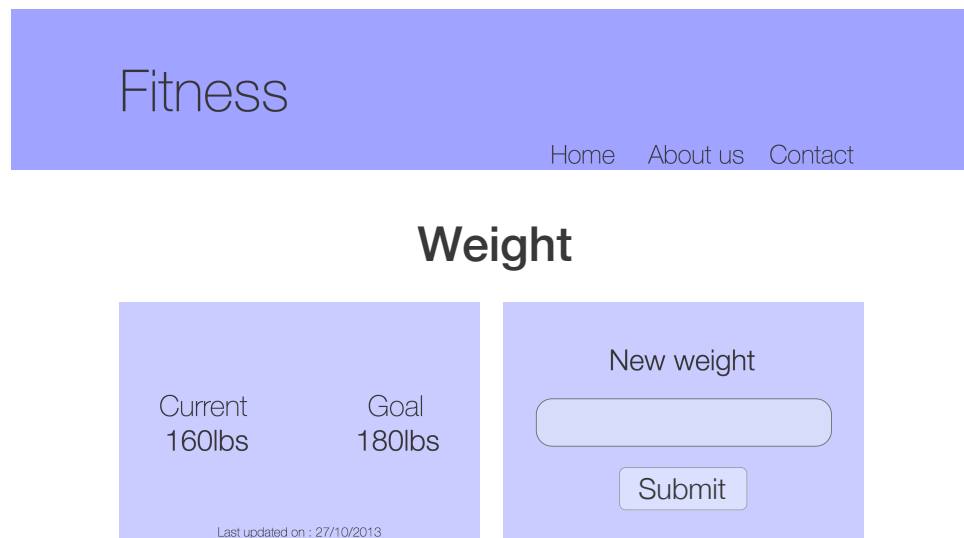 Fitness
Home About us Contact
Weight
Current Goal
160lbs 180lbs
Last updated on : 27/10/2013
New weight
Submit